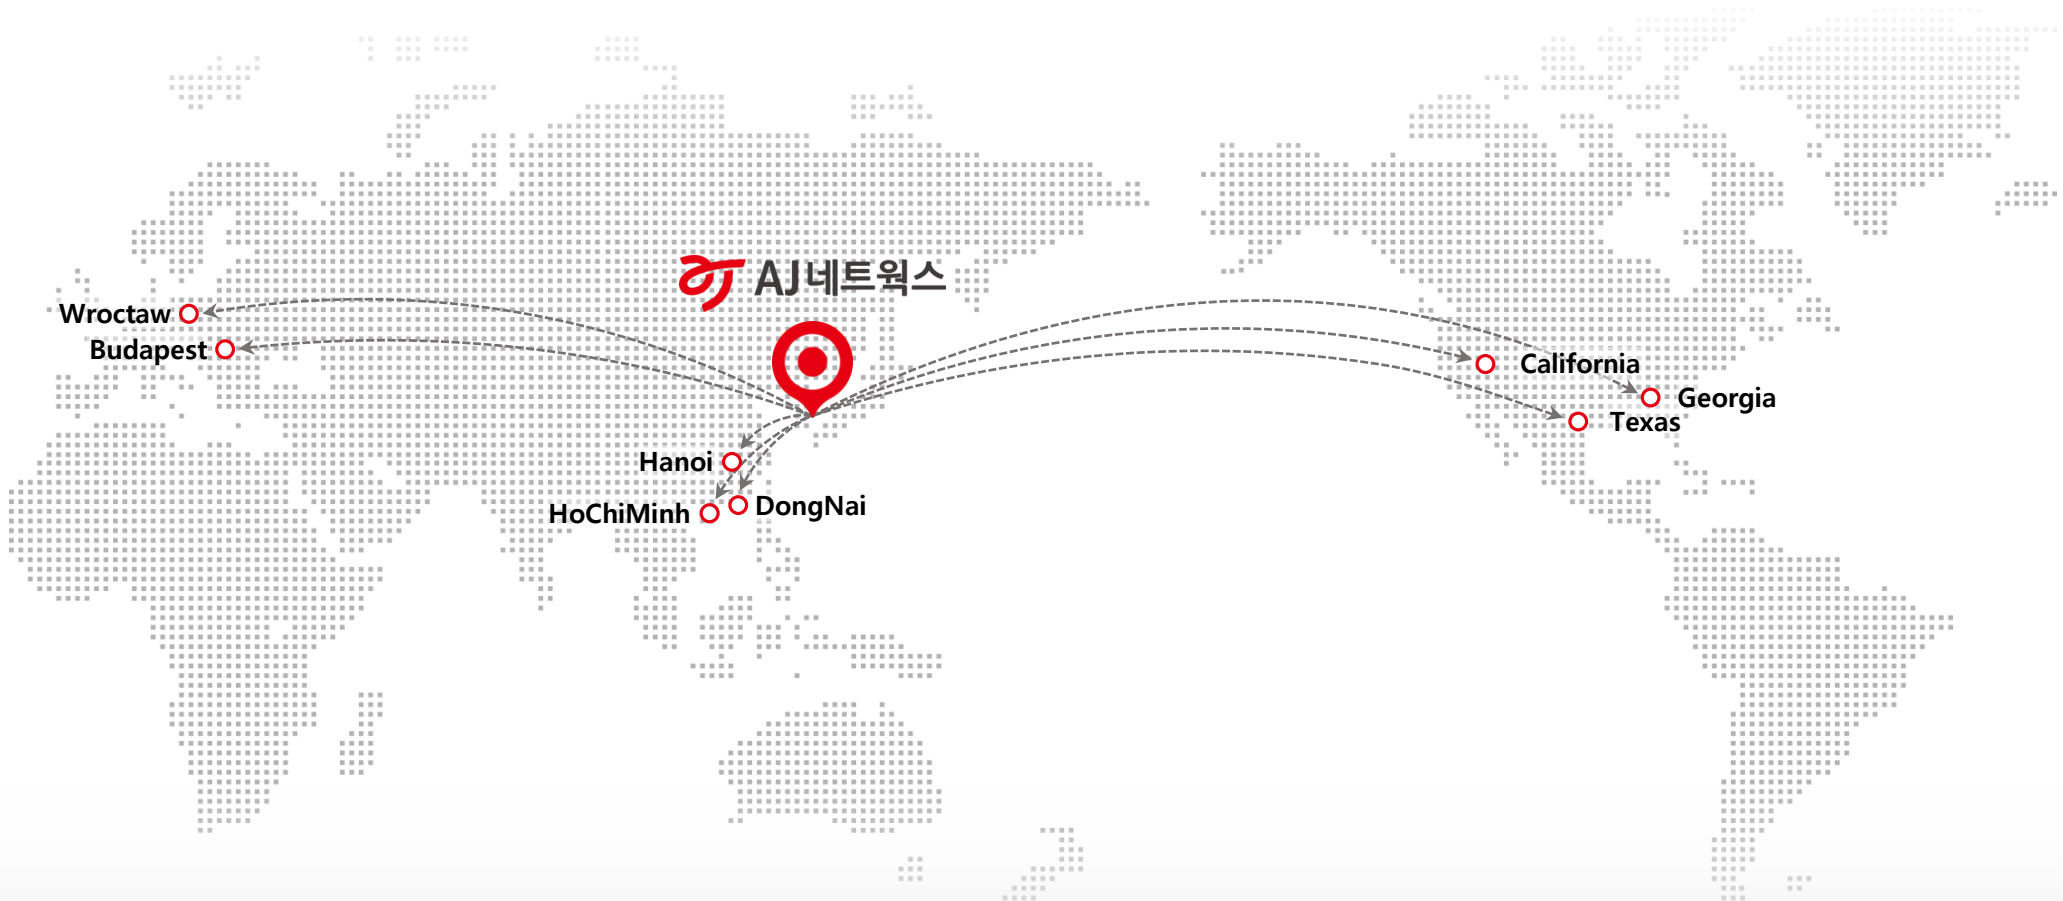 AJ네트웍스
Wroctaw
Budapest
California
Georgia
Texas
Hanoi
HoChiMinh
DongNai